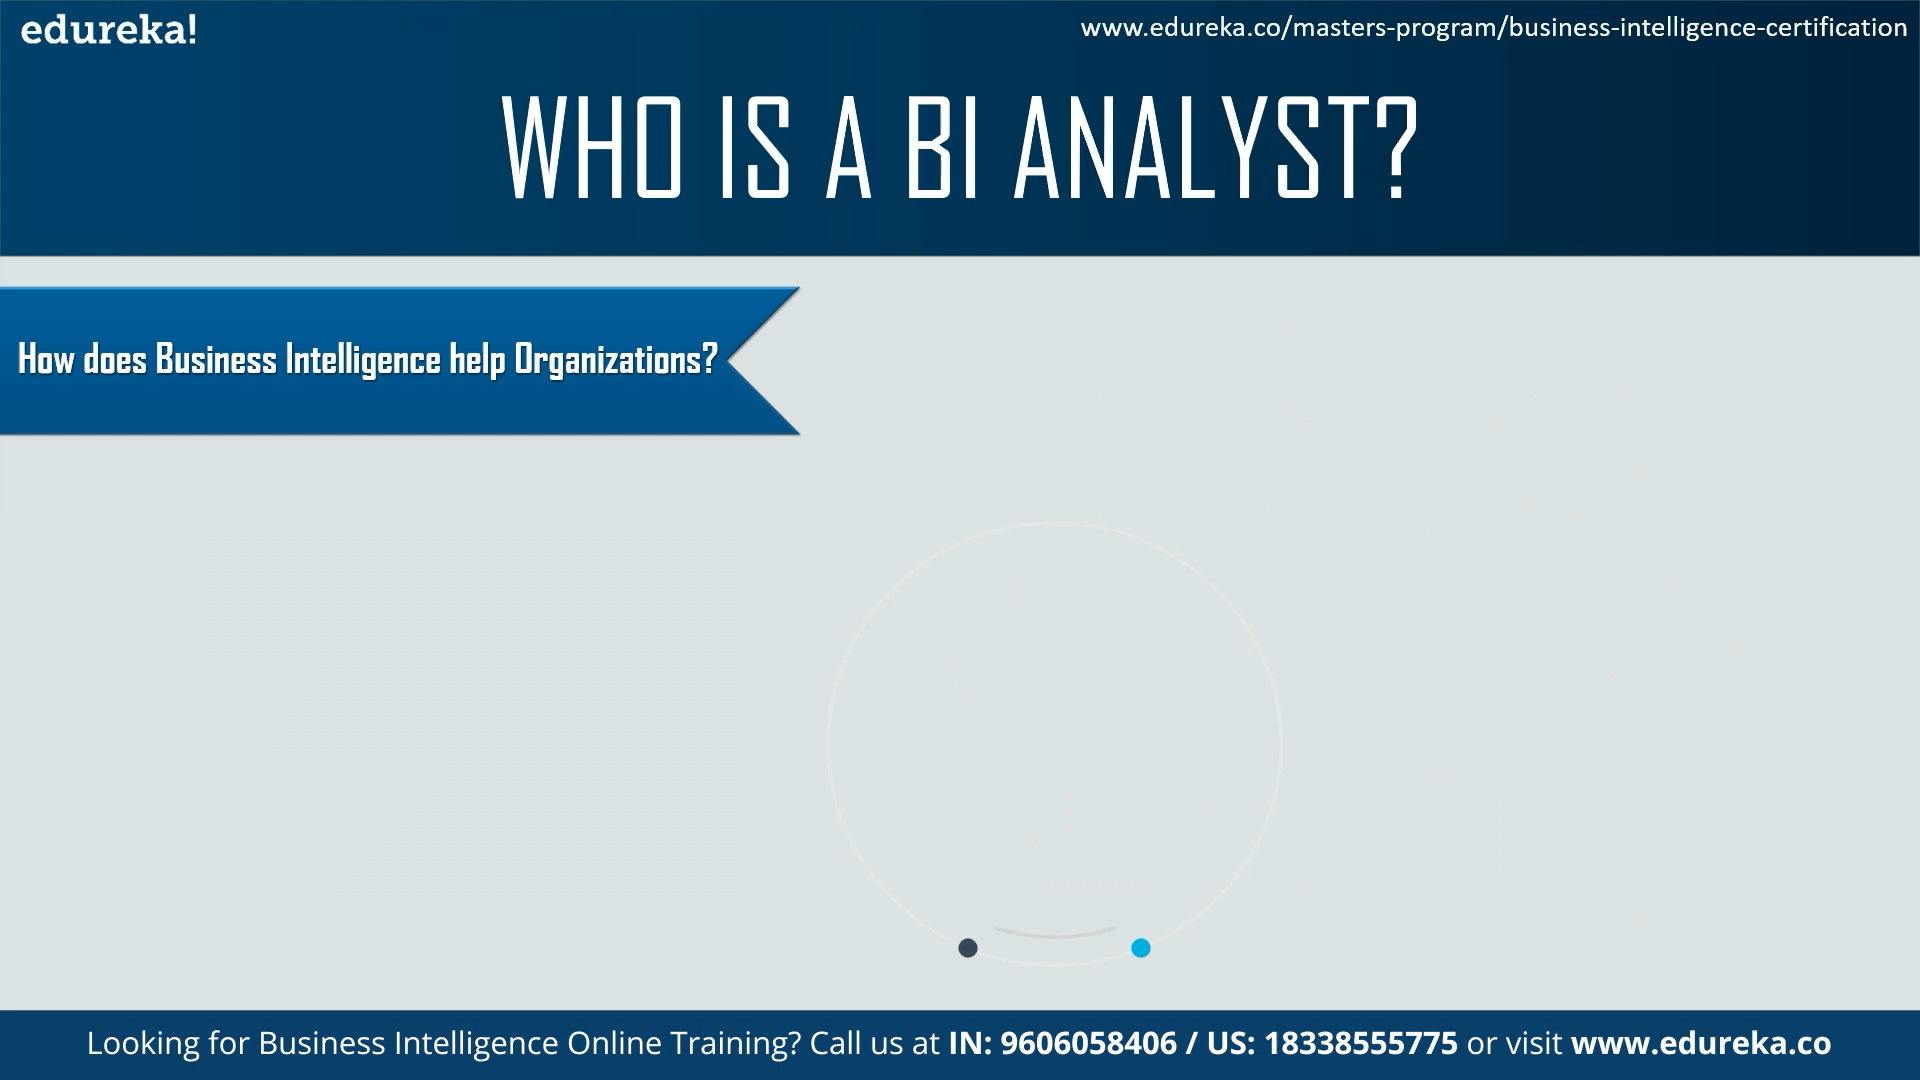 edureka!
www.edureka.co/masters-program/business-intelligence-certification
WHO IS A BI ANALYST?
How does Business Intelligence help Organizations?
Looking for Business Intelligence Online Training? Call us at IN: 9606058406 / US: 18338555775 or visit www.edureka.co